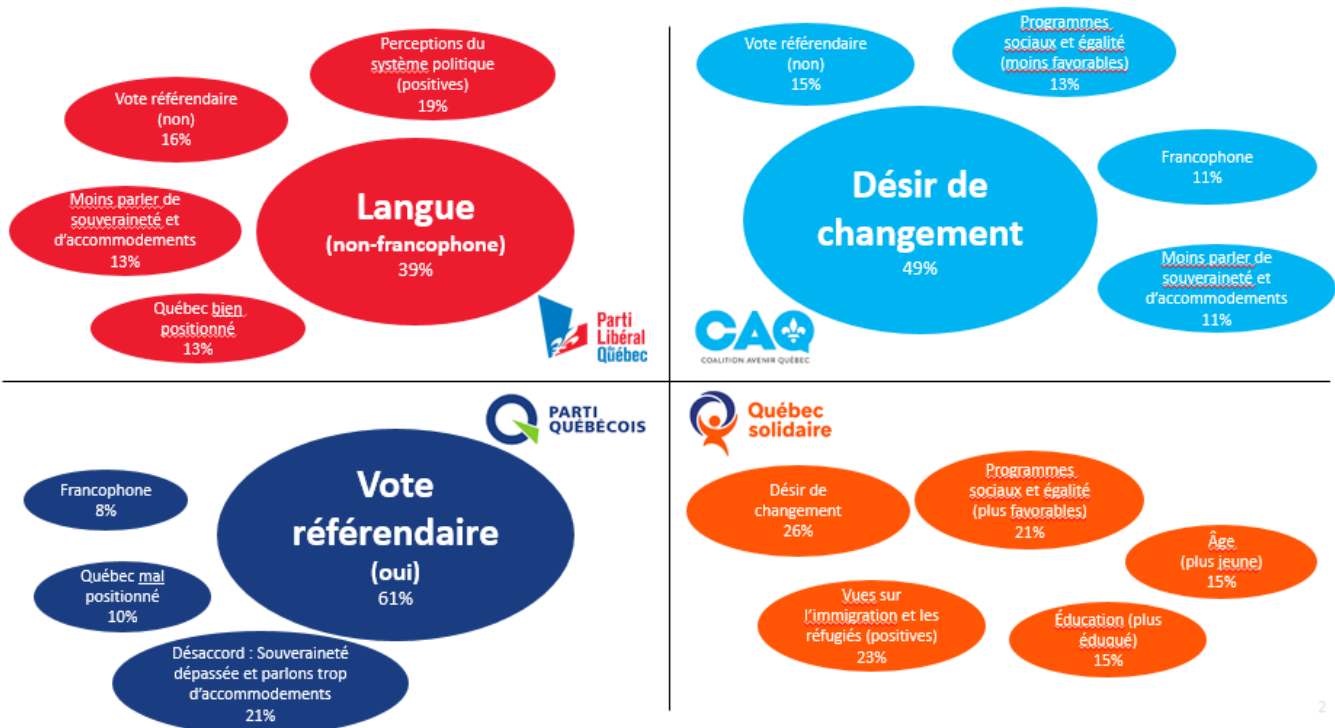 Perceptions du
système politique
(positives)
19%
Vote référendaire
(non)
16%
Langue
(non-francophone)
39%
Moins parler de
souveraineté et
d'accommodements
13%
Québec bien
positionné
13%
Parti
Libéral
du
Québec
Vote référendaire
(non)
15%
Programmes
sociaux et égalité
(moins favorables)
13%
Désir de
changement
49%
Francophone
11%
Moins parler de
souveraineté et
d'accommodements
11%
CAQ
COALITION AVENIR QUÉBEC
PARTI
QUÉBÉCOIS
Vote
référendaire
(oui)
61%
Francophone
8%
Québec mal
positionné
10%
Désaccord : Souveraineté
dépassée et parlons trop
d'accommodements
21%
Québec
solidaire
Désir de
changement
26%
Programmes
sociaux et égalité
(plus favorables)
21%
Âge
(plus jeune)
15%
Vues sur
l'immigration et les
réfugiés (positives)
23%
Éducation (plus
éduqué)
15%
2